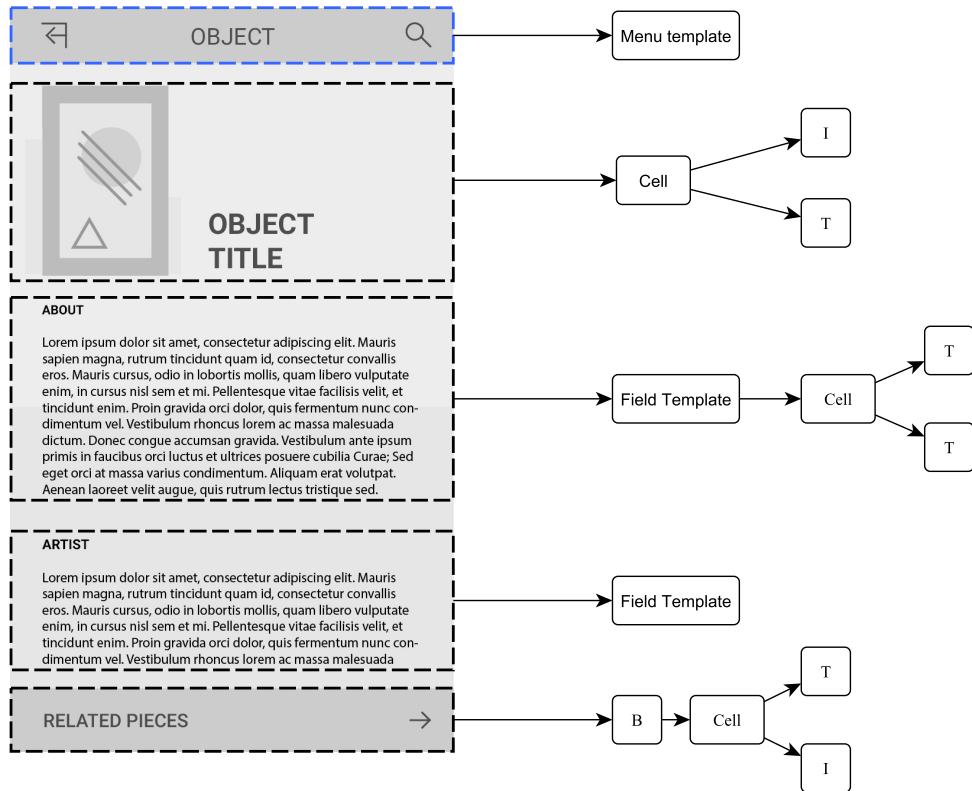 OBJECT
Menu template
I
Cell
T
OBJECT
TITLE
ABOUT
Lorem ipsum dolor sit amet, consectetur adipiscing elit. Mauris
sapien magna, rutrum tincidunt quam id, consectetur convallis
eros. Mauris cursus, odio in lobortis mollis, quam libero vulputate
enim, in cursus nisl sem et mi. Pellentesque vitae facilisis velit, et
tincidunt enim. Proin gravida orci dolor, quis fermentum nunc con-
dimentum vel. Vestibulum rhoncus lorem ac massa malesuada
dictum. Donec congue accumsan gravida. Vestibulum ante ipsum
primis in faucibus orci luctus et ultrices posuere cubilia Curae; Sed
eget orci at massa varius condimentum. Aliquam erat volutpat.
Aenean laoreet velit augue, quis rutrum lectus tristique sed.
T
Field Template
Cell
T
ARTIST
Lorem ipsum dolor sit amet, consectetur adipiscing elit. Mauris
sapien magna, rutrum tincidunt quam id, consectetur convallis
eros. Mauris cursus, odio in lobortis mollis, quam libero vulputate
enim, in cursus nisl sem et mi. Pellentesque vitae facilisis velit, et
tincidunt enim. Proin gravida orci dolor, quis fermentum nunc con-
dimentum vel. Vestibulum rhoncus lorem ac massa malesuada
Field Template
RELATED PIECES
T
B
Cell
I